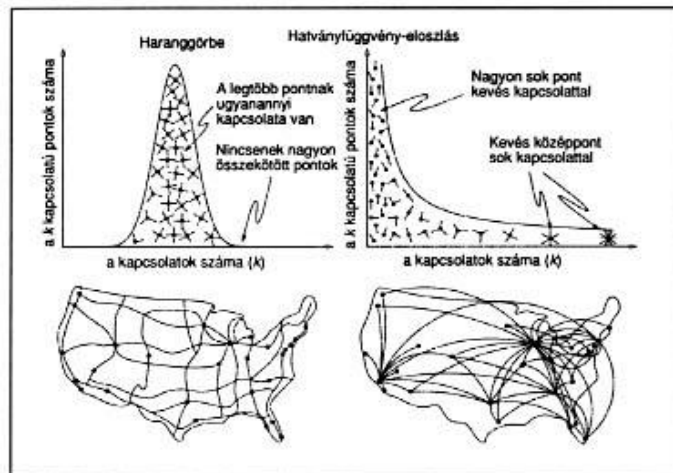 Haranggörbe
a k kapcsolatú pontok száma
A legtöbb pontnak
ugyanannyi
kapcsolata van
Nincsenek nagyon
összekötött pontok
a kapcsolatok száma (k)
Hatványfüggvény-eloszlás
a k kapcsolatú pontok száma
Nagyon sok pont
kevés kapcsolattal
Kevés középpont
sok kapcsolattal
a kapcsolatok száma (k)